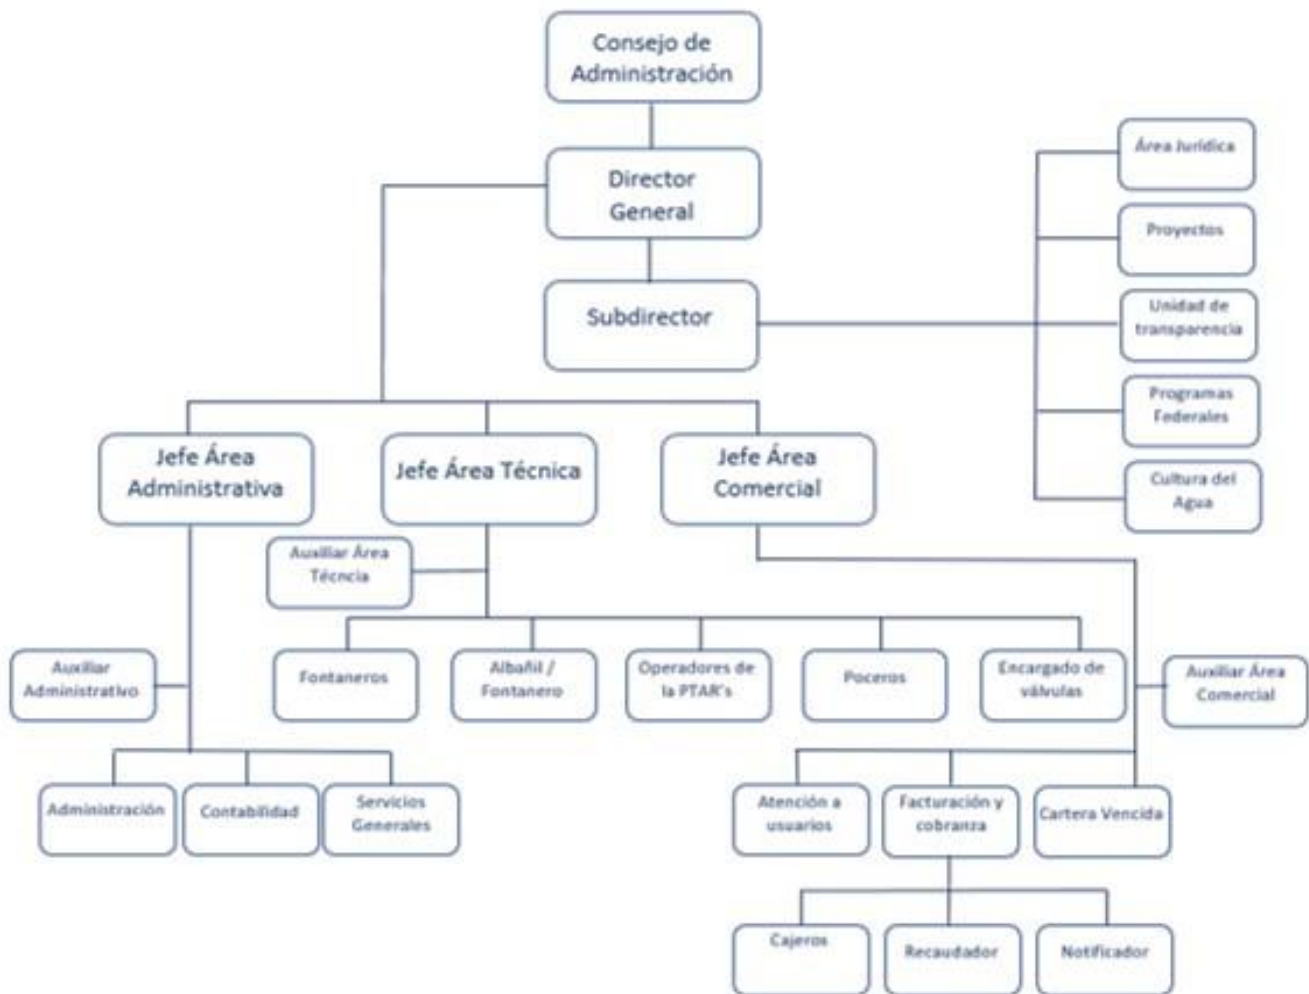 Consejo de
Administración
Director
General
Subdirector
Área Jurídica
Proyectos
Unidad de
transparencia
Programas
Federales
Cultura del
Agua
Jefe Área
Administrativa
Jefe Área Técnica
Jefe Área
Comercial
Auxiliar Área
Técncia
Auxiliar
Administrativo
Fontaneros
Albañil /
Fontanero
Operadores de
la PTAR's
Poceros
Encargado de
válvulas
Auxiliar Área
Comercial
Administración
Contabilidad
Servicios
Generales
Atención a
usuarios
Facturación y
cobranza
Cartera Vencida
Cajeros
Recaudador
Notificador